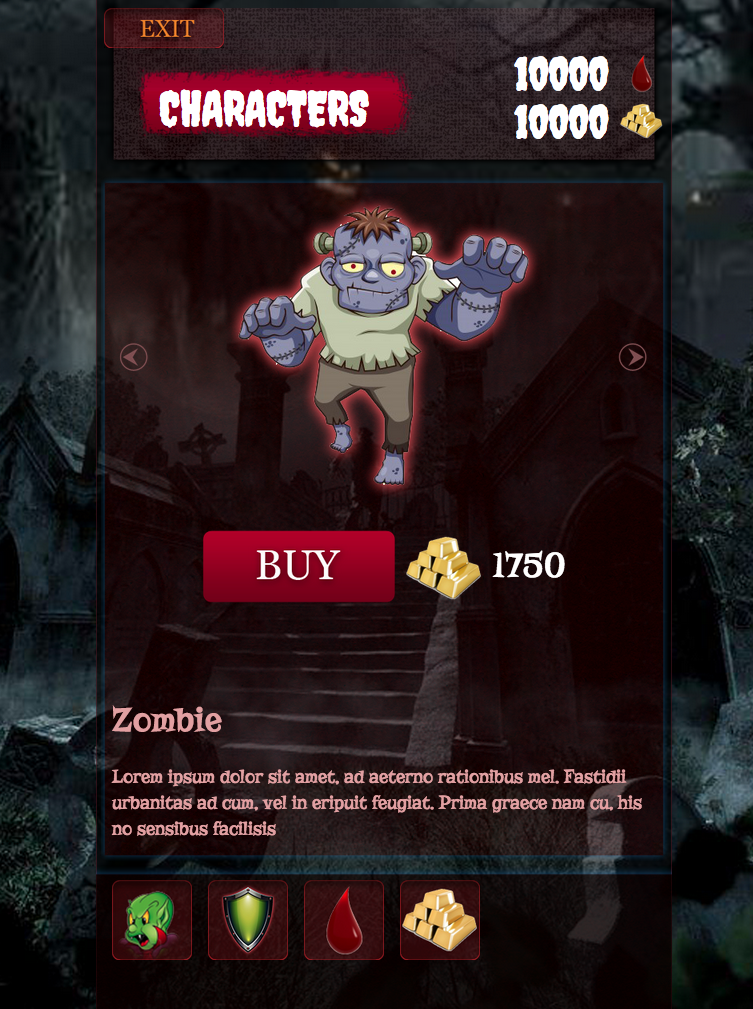 EXIT
10000
CHARACTERS
10000
BUY
1750
Zombie
Lorem ipsum dolor sit amet, ad aeterno rationibus mel. Fastidii
urbanitas ad cum, vel in eripuit feugiat. Prima graece nam cu, his
no sensibus facilisis